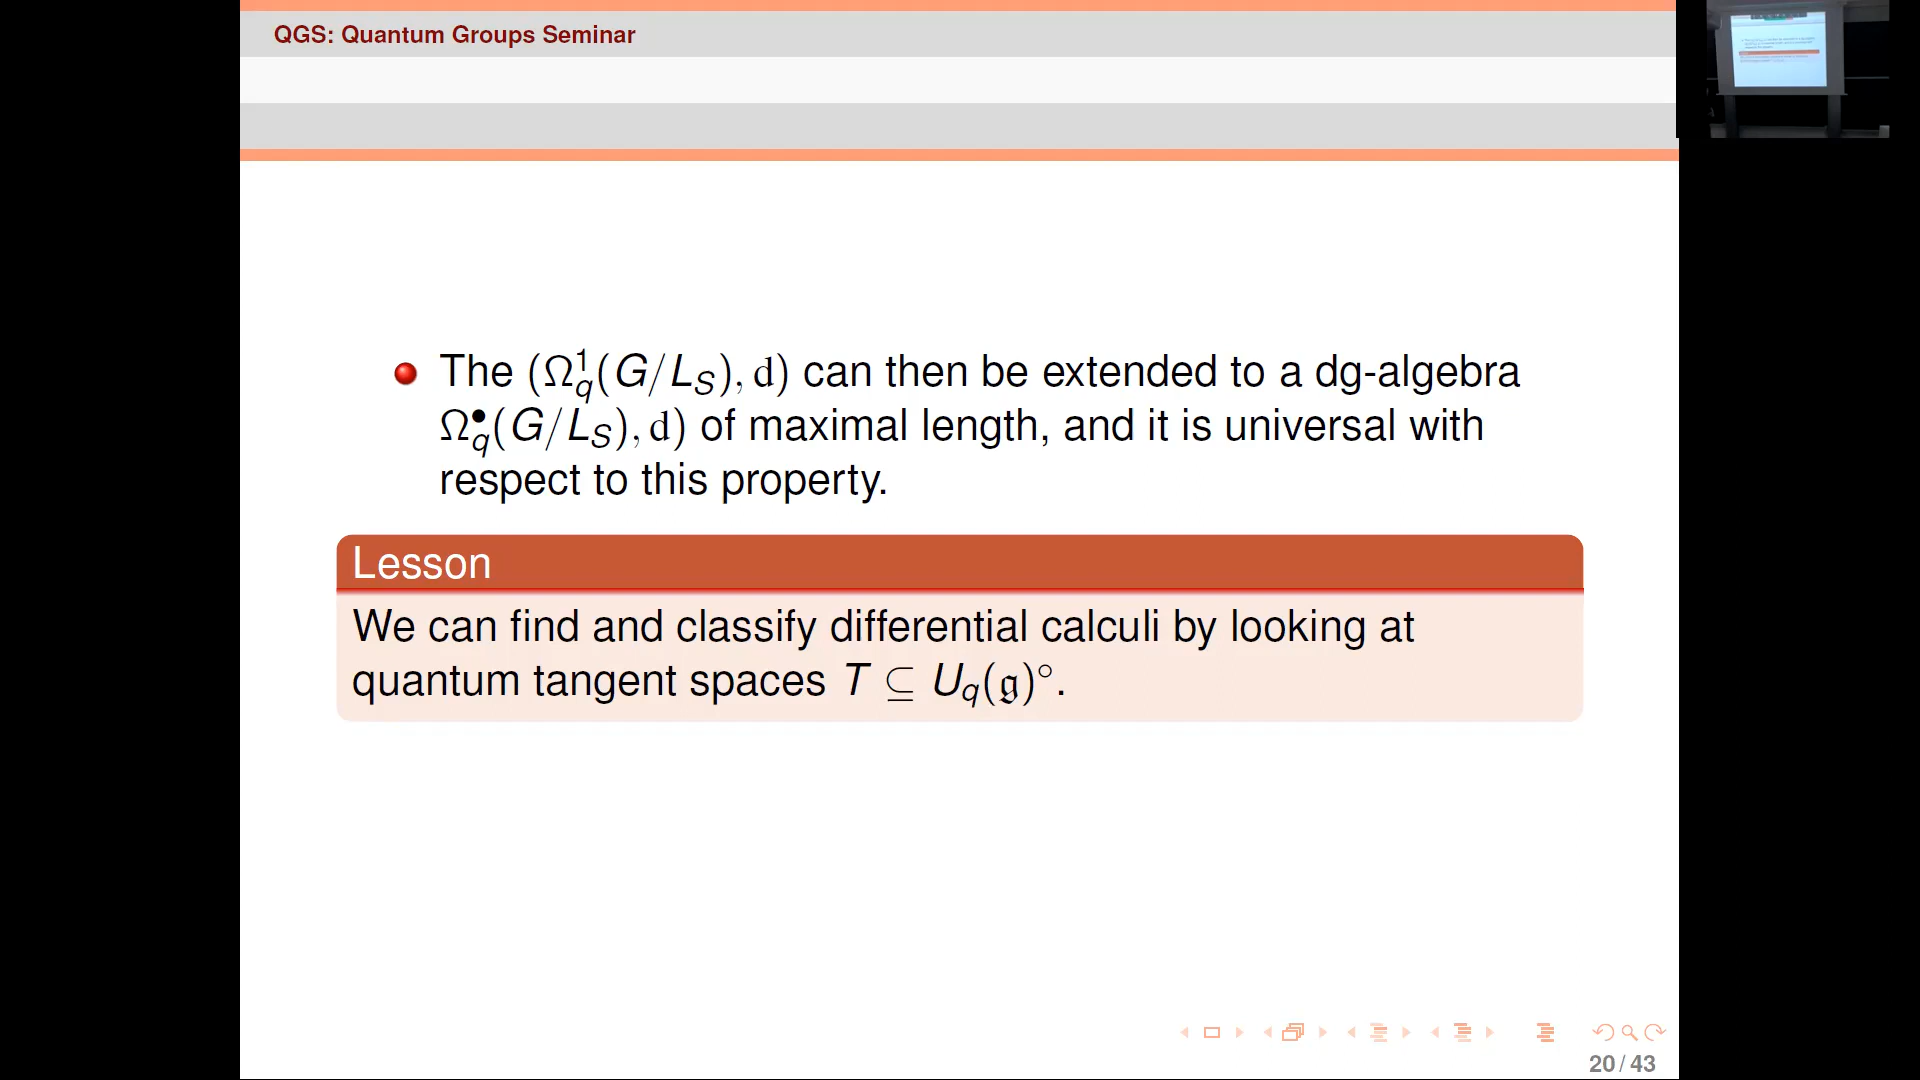 QGS: Quantum Groups Seminar
The (Ω¹_q(G/L_S), d) can then be extended to a dg-algebra
Ω^•_q(G/L_S), d) of maximal length, and it is universal with
respect to this property.
Lesson
We can find and classify differential calculi by looking at
quantum tangent spaces T ⊆ U_q(𝔤)°.
20 / 43